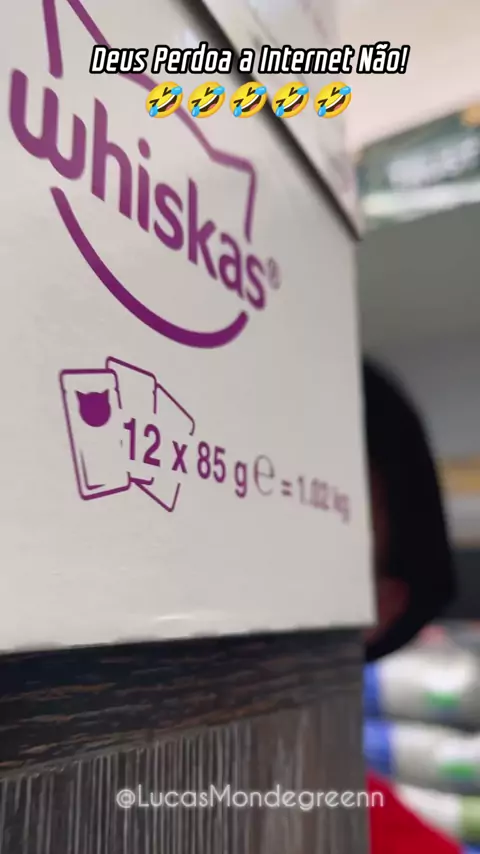 Deus Perdoa a Internet Não!
🤣🤣🤣🤣🤣
whiskas®
12 x 85 g ℮ = 1.02 kg
@LucasMondegreenn